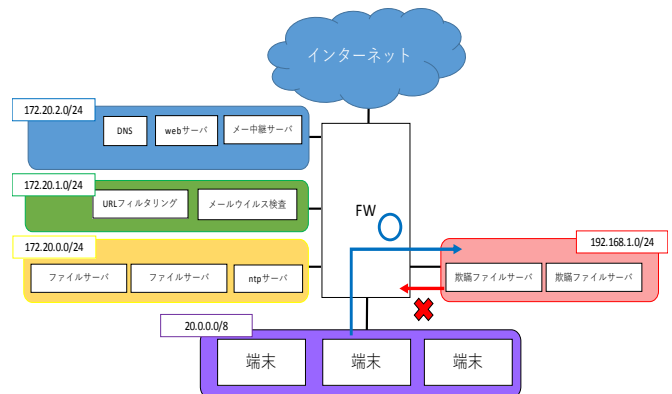 インターネット
172.20.2.0/24
DNS
webサーバ
メー中継サーバ
172.20.1.0/24
URLフィルタリング
メールウイルス検査
FW
192.168.1.0/24
172.20.0.0/24
ファイルサーバ
ファイルサーバ
ntpサーバ
欺瞞ファイルサーバ
欺瞞ファイルサーバ
20.0.0.0/8
端末
端末
端末